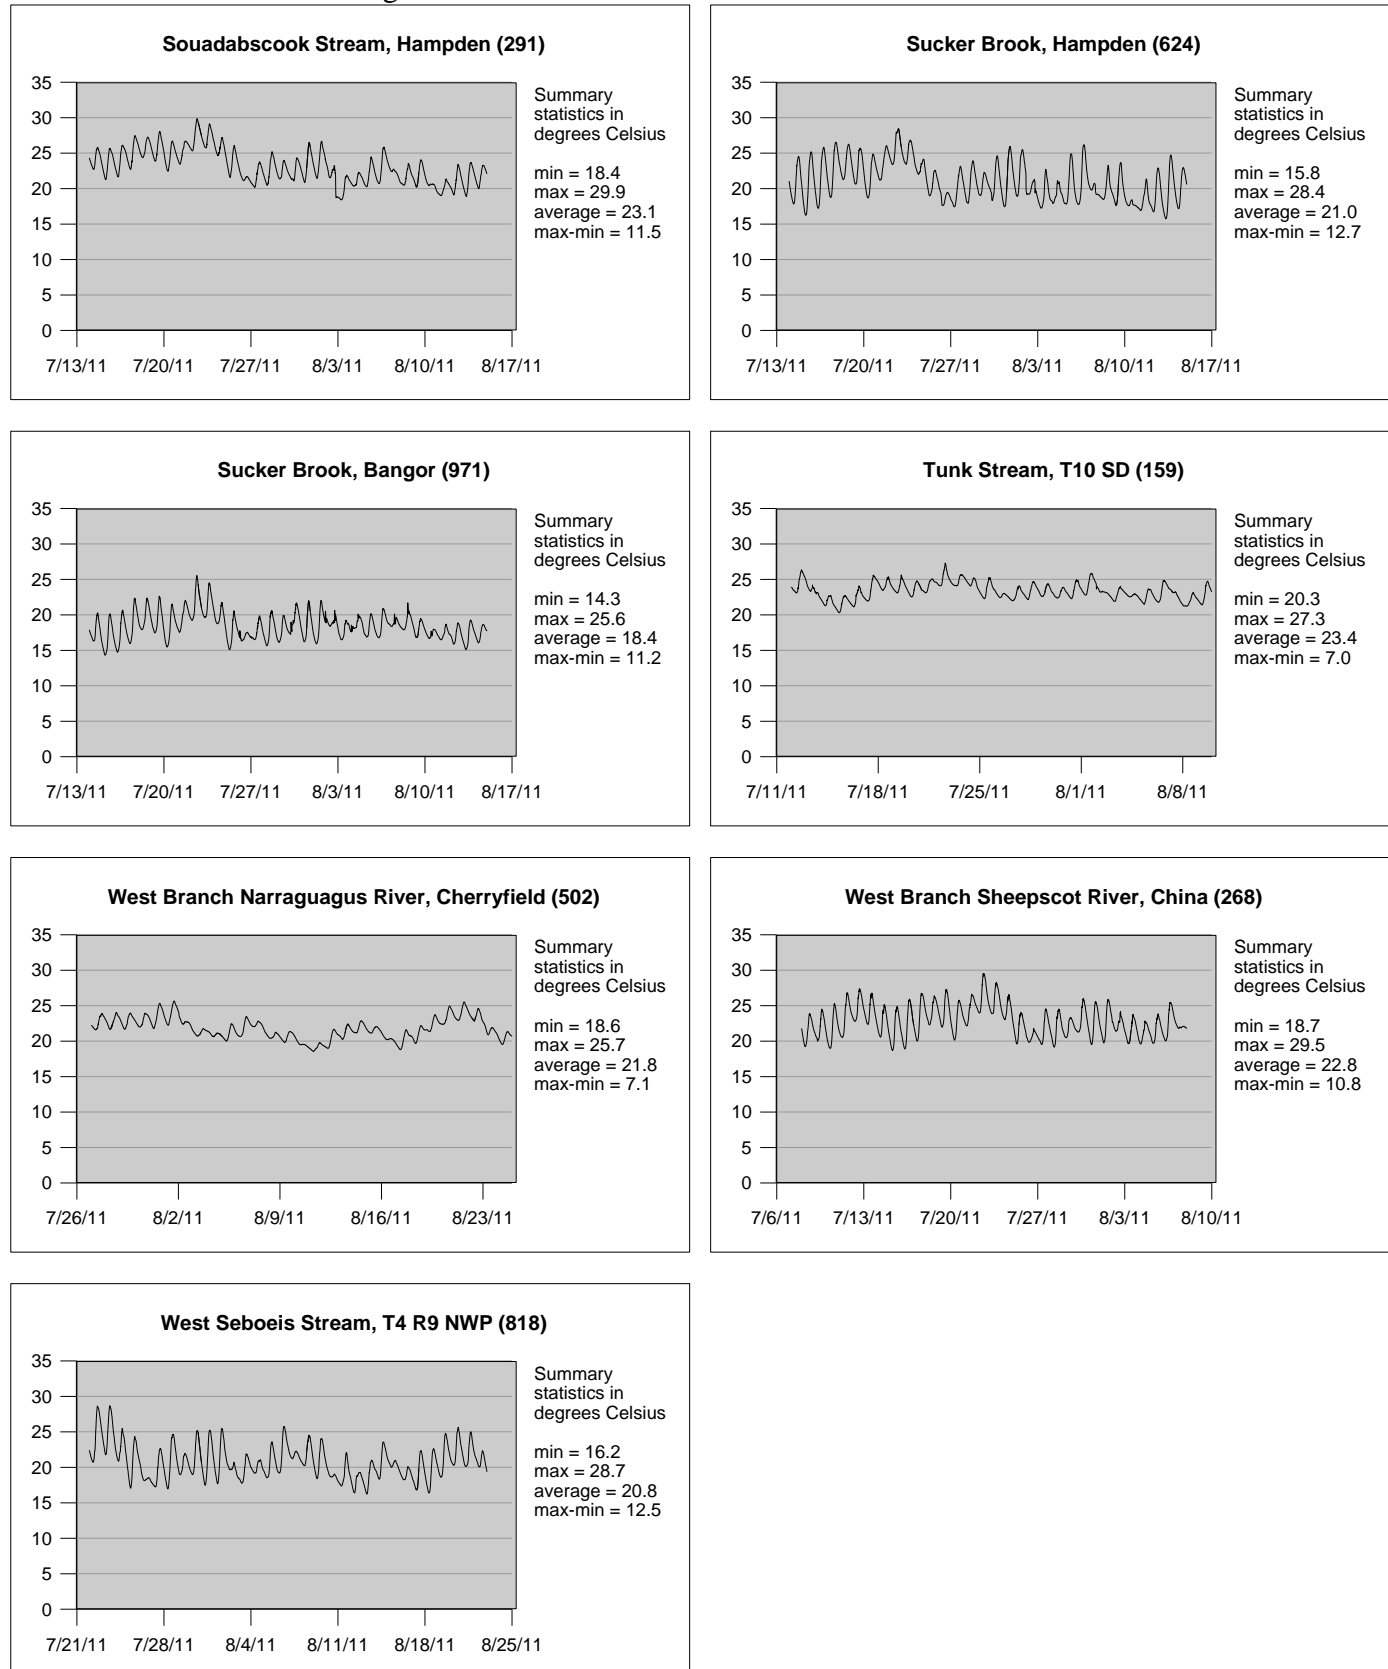 Souadabscook Stream, Hampden (291)
35
30
25
20
15
10
5
0
7/13/11 7/20/11 7/27/11 8/3/11 8/10/11 8/17/11
Summary
statistics in
degrees Celsius
min = 18.4
max = 29.9
average = 23.1
max-min = 11.5
Sucker Brook, Hampden (624)
35
30
25
20
15
10
5
0
7/13/11 7/20/11 7/27/11 8/3/11 8/10/11 8/17/11
Summary
statistics in
degrees Celsius
min = 15.8
max = 28.4
average = 21.0
max-min = 12.7
Sucker Brook, Bangor (971)
35
30
25
20
15
10
5
0
7/13/11 7/20/11 7/27/11 8/3/11 8/10/11 8/17/11
Summary
statistics in
degrees Celsius
min = 14.3
max = 25.6
average = 18.4
max-min = 11.2
Tunk Stream, T10 SD (159)
35
30
25
20
15
10
5
0
7/11/11 7/18/11 7/25/11 8/1/11 8/8/11
Summary
statistics in
degrees Celsius
min = 20.3
max = 27.3
average = 23.4
max-min = 7.0
West Branch Narraguagus River, Cherryfield (502)
35
30
25
20
15
10
5
0
7/26/11 8/2/11 8/9/11 8/16/11 8/23/11
Summary
statistics in
degrees Celsius
min = 18.6
max = 25.7
average = 21.8
max-min = 7.1
West Branch Sheepscot River, China (268)
35
30
25
20
15
10
5
0
7/6/11 7/13/11 7/20/11 7/27/11 8/3/11 8/10/11
Summary
statistics in
degrees Celsius
min = 18.7
max = 29.5
average = 22.8
max-min = 10.8
West Seboeis Stream, T4 R9 NWP (818)
35
30
25
20
15
10
5
0
7/21/11 7/28/11 8/4/11 8/11/11 8/18/11 8/25/11
Summary
statistics in
degrees Celsius
min = 16.2
max = 28.7
average = 20.8
max-min = 12.5